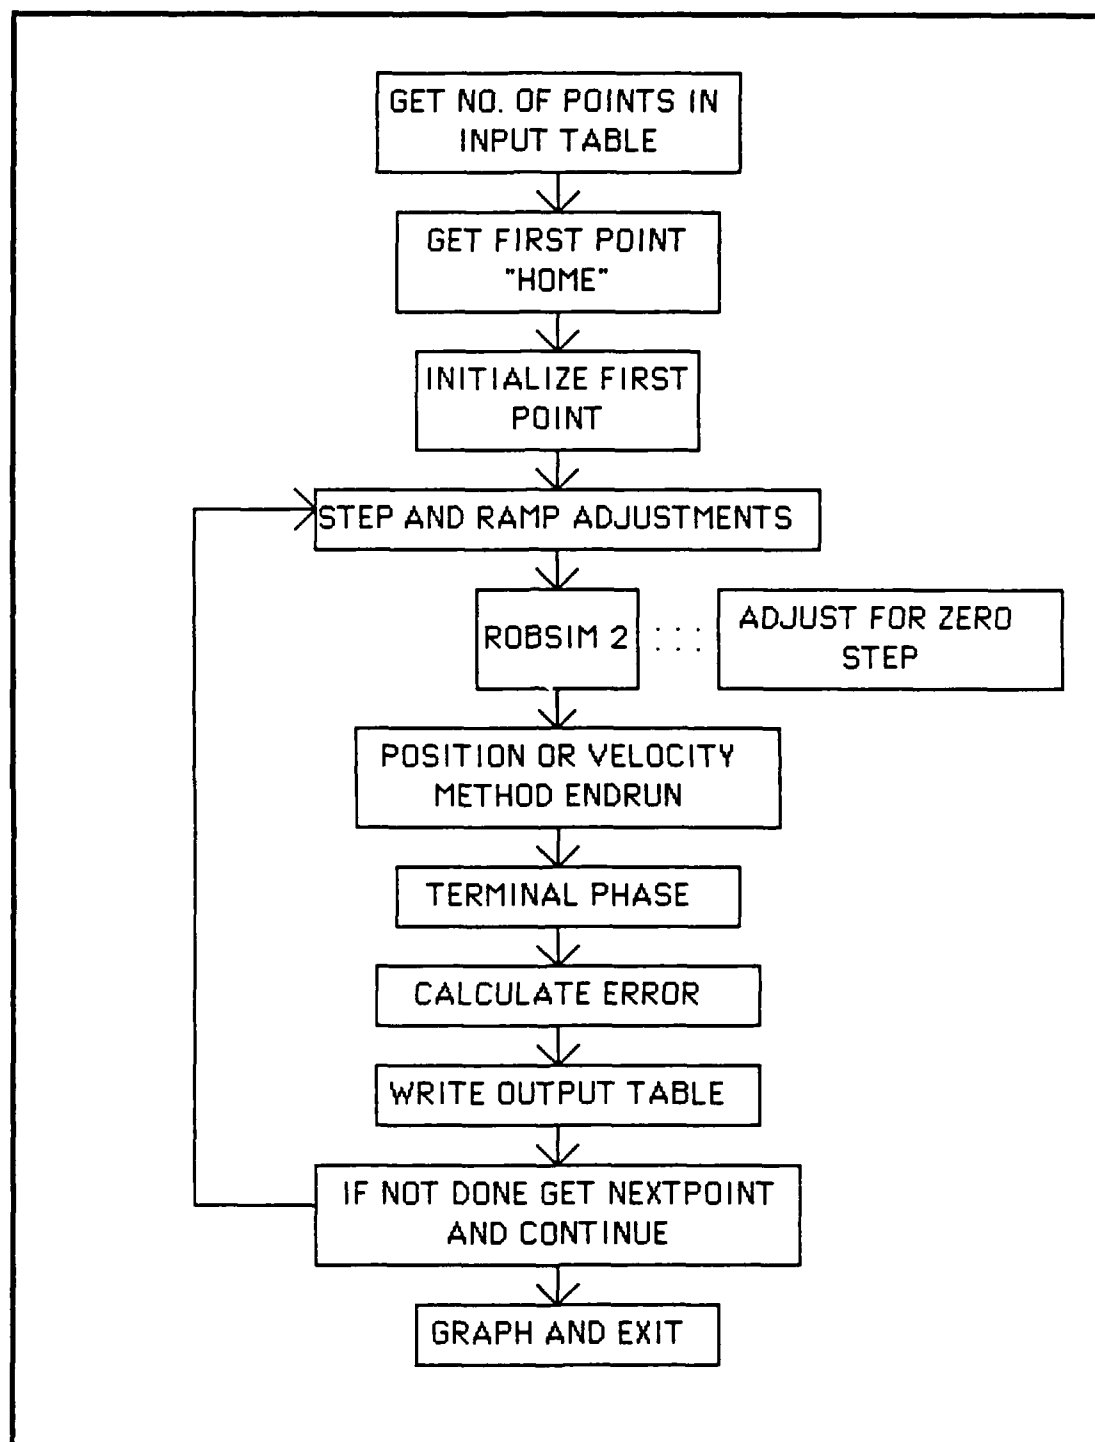 GET NO. OF POINTS IN
INPUT TABLE
GET FIRST POINT
"HOME"
INITIALIZE FIRST
POINT
STEP AND RAMP ADJUSTMENTS
ROBSIM 2
ADJUST FOR ZERO
STEP
POSITION OR VELOCITY
METHOD ENDRUN
TERMINAL PHASE
CALCULATE ERROR
WRITE OUTPUT TABLE
IF NOT DONE GET NEXTPOINT
AND CONTINUE
GRAPH AND EXIT